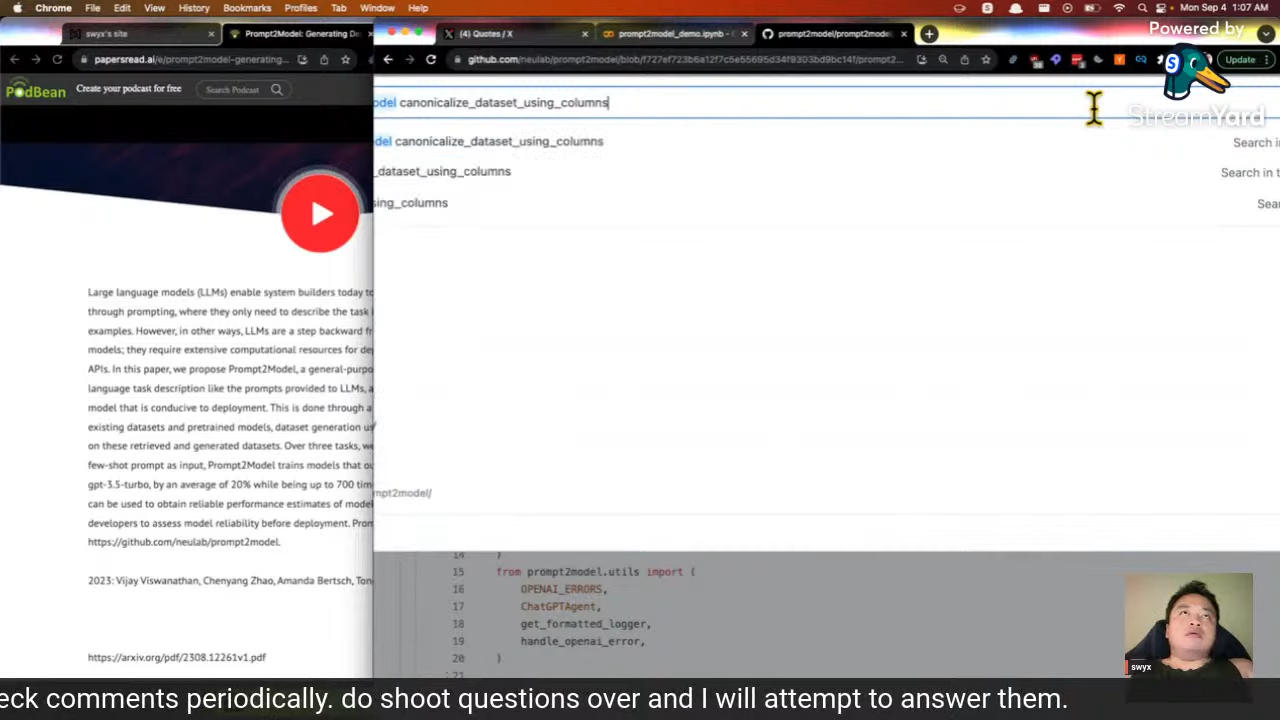 Chrome File Edit View History Bookmarks Profiles Tab Window Help Mon Sep 4 1:07 AM
swyx's site
Prompt2Model: Generating De
(4) Quotes / X
prompt2model_demo.ipynb -
prompt2model/prompt2model
Powered by
StreamYard
papersread.ai/e/prompt2model-generating...
github.com/neulab/prompt2model/blob/f727ef723b6a12f7c5e55695d34f9303bd9bc14f/prompt2...
Update
PodBean Create your podcast for free Search Podcast
odel canonicalize_dataset_using_columns
del canonicalize_dataset_using_columns Search in
_dataset_using_columns Search in t
sing_columns Sear
Large language models (LLMs) enable system builders today to
through prompting, where they only need to describe the task
examples. However, in other ways, LLMs are a step backward fr
models; they require extensive computational resources for de
APIs. In this paper, we propose Prompt2Model, a general-purpo
language task description like the prompts provided to LLMs, a
model that is conducive to deployment. This is done through a
existing datasets and pretrained models, dataset generation us
on these retrieved and generated datasets. Over three tasks, we
few-shot prompt as input, Prompt2Model trains models that ou
gpt-3.5-turbo, by an average of 20% while being up to 700 tim
can be used to obtain reliable performance estimates of model
developers to assess model reliability before deployment. Prom
https://github.com/neulab/prompt2model.
2023: Vijay Viswanathan, Chenyang Zhao, Amanda Bertsch, Ton
https://arxiv.org/pdf/2308.12261v1.pdf
mpt2model/
14 )
15 from prompt2model.utils import (
16 OPENAI_ERRORS,
17 ChatGPTAgent,
18 get_formatted_logger,
19 handle_openai_error,
20 )
21
swyx
eck comments periodically. do shoot questions over and I will attempt to answer them.